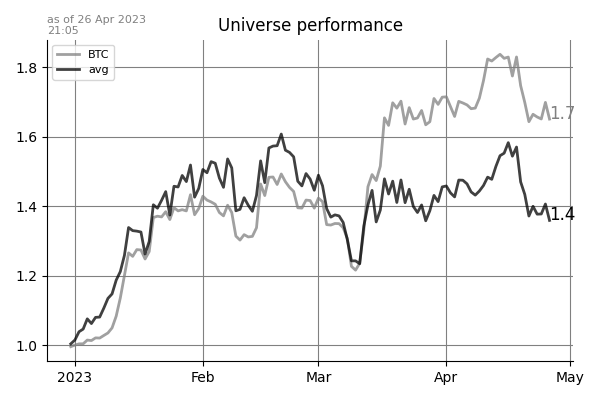 as of 26 Apr 2023
21:05
Universe performance
BTC
avg
1.8
1.6
1.4
1.2
1.0
1.7
1.4
2023
Feb
Mar
Apr
May